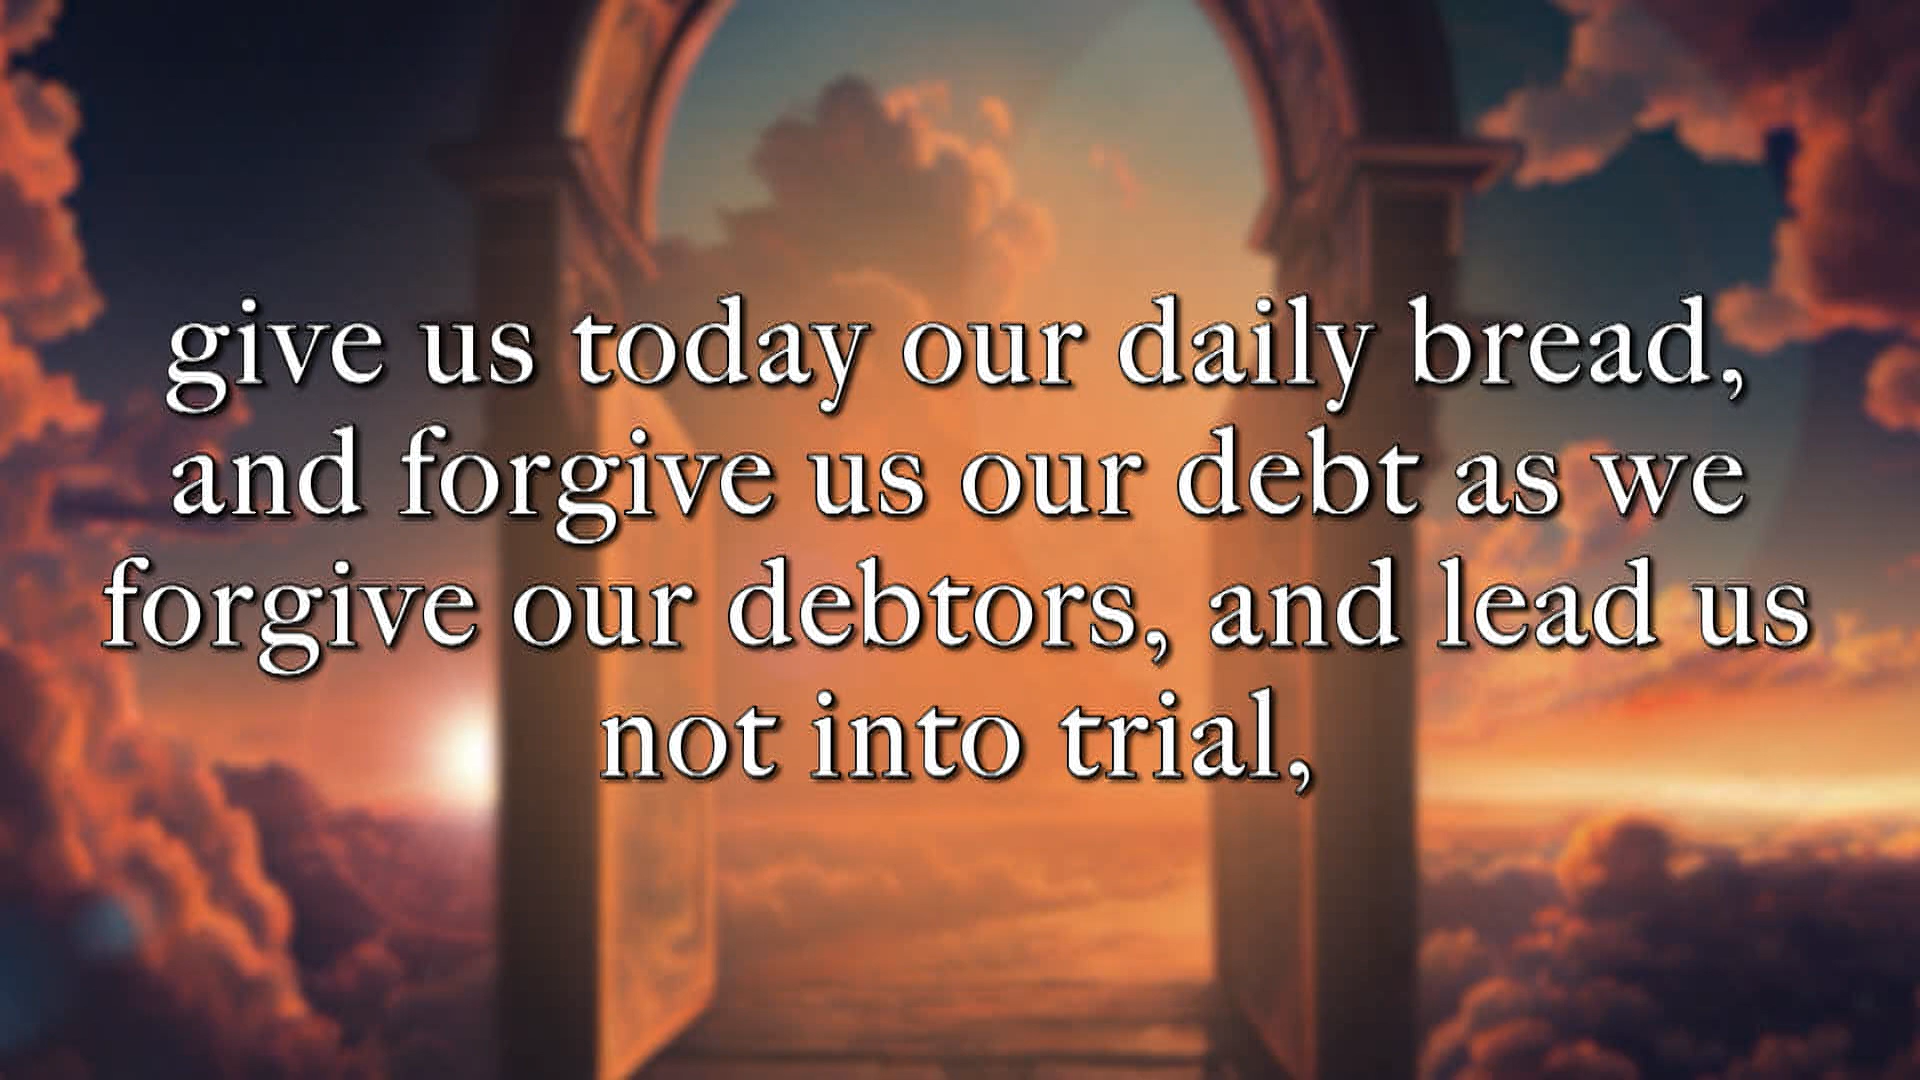 give us today our daily bread,
and forgive us our debt as we
forgive our debtors, and lead us
not into trial,